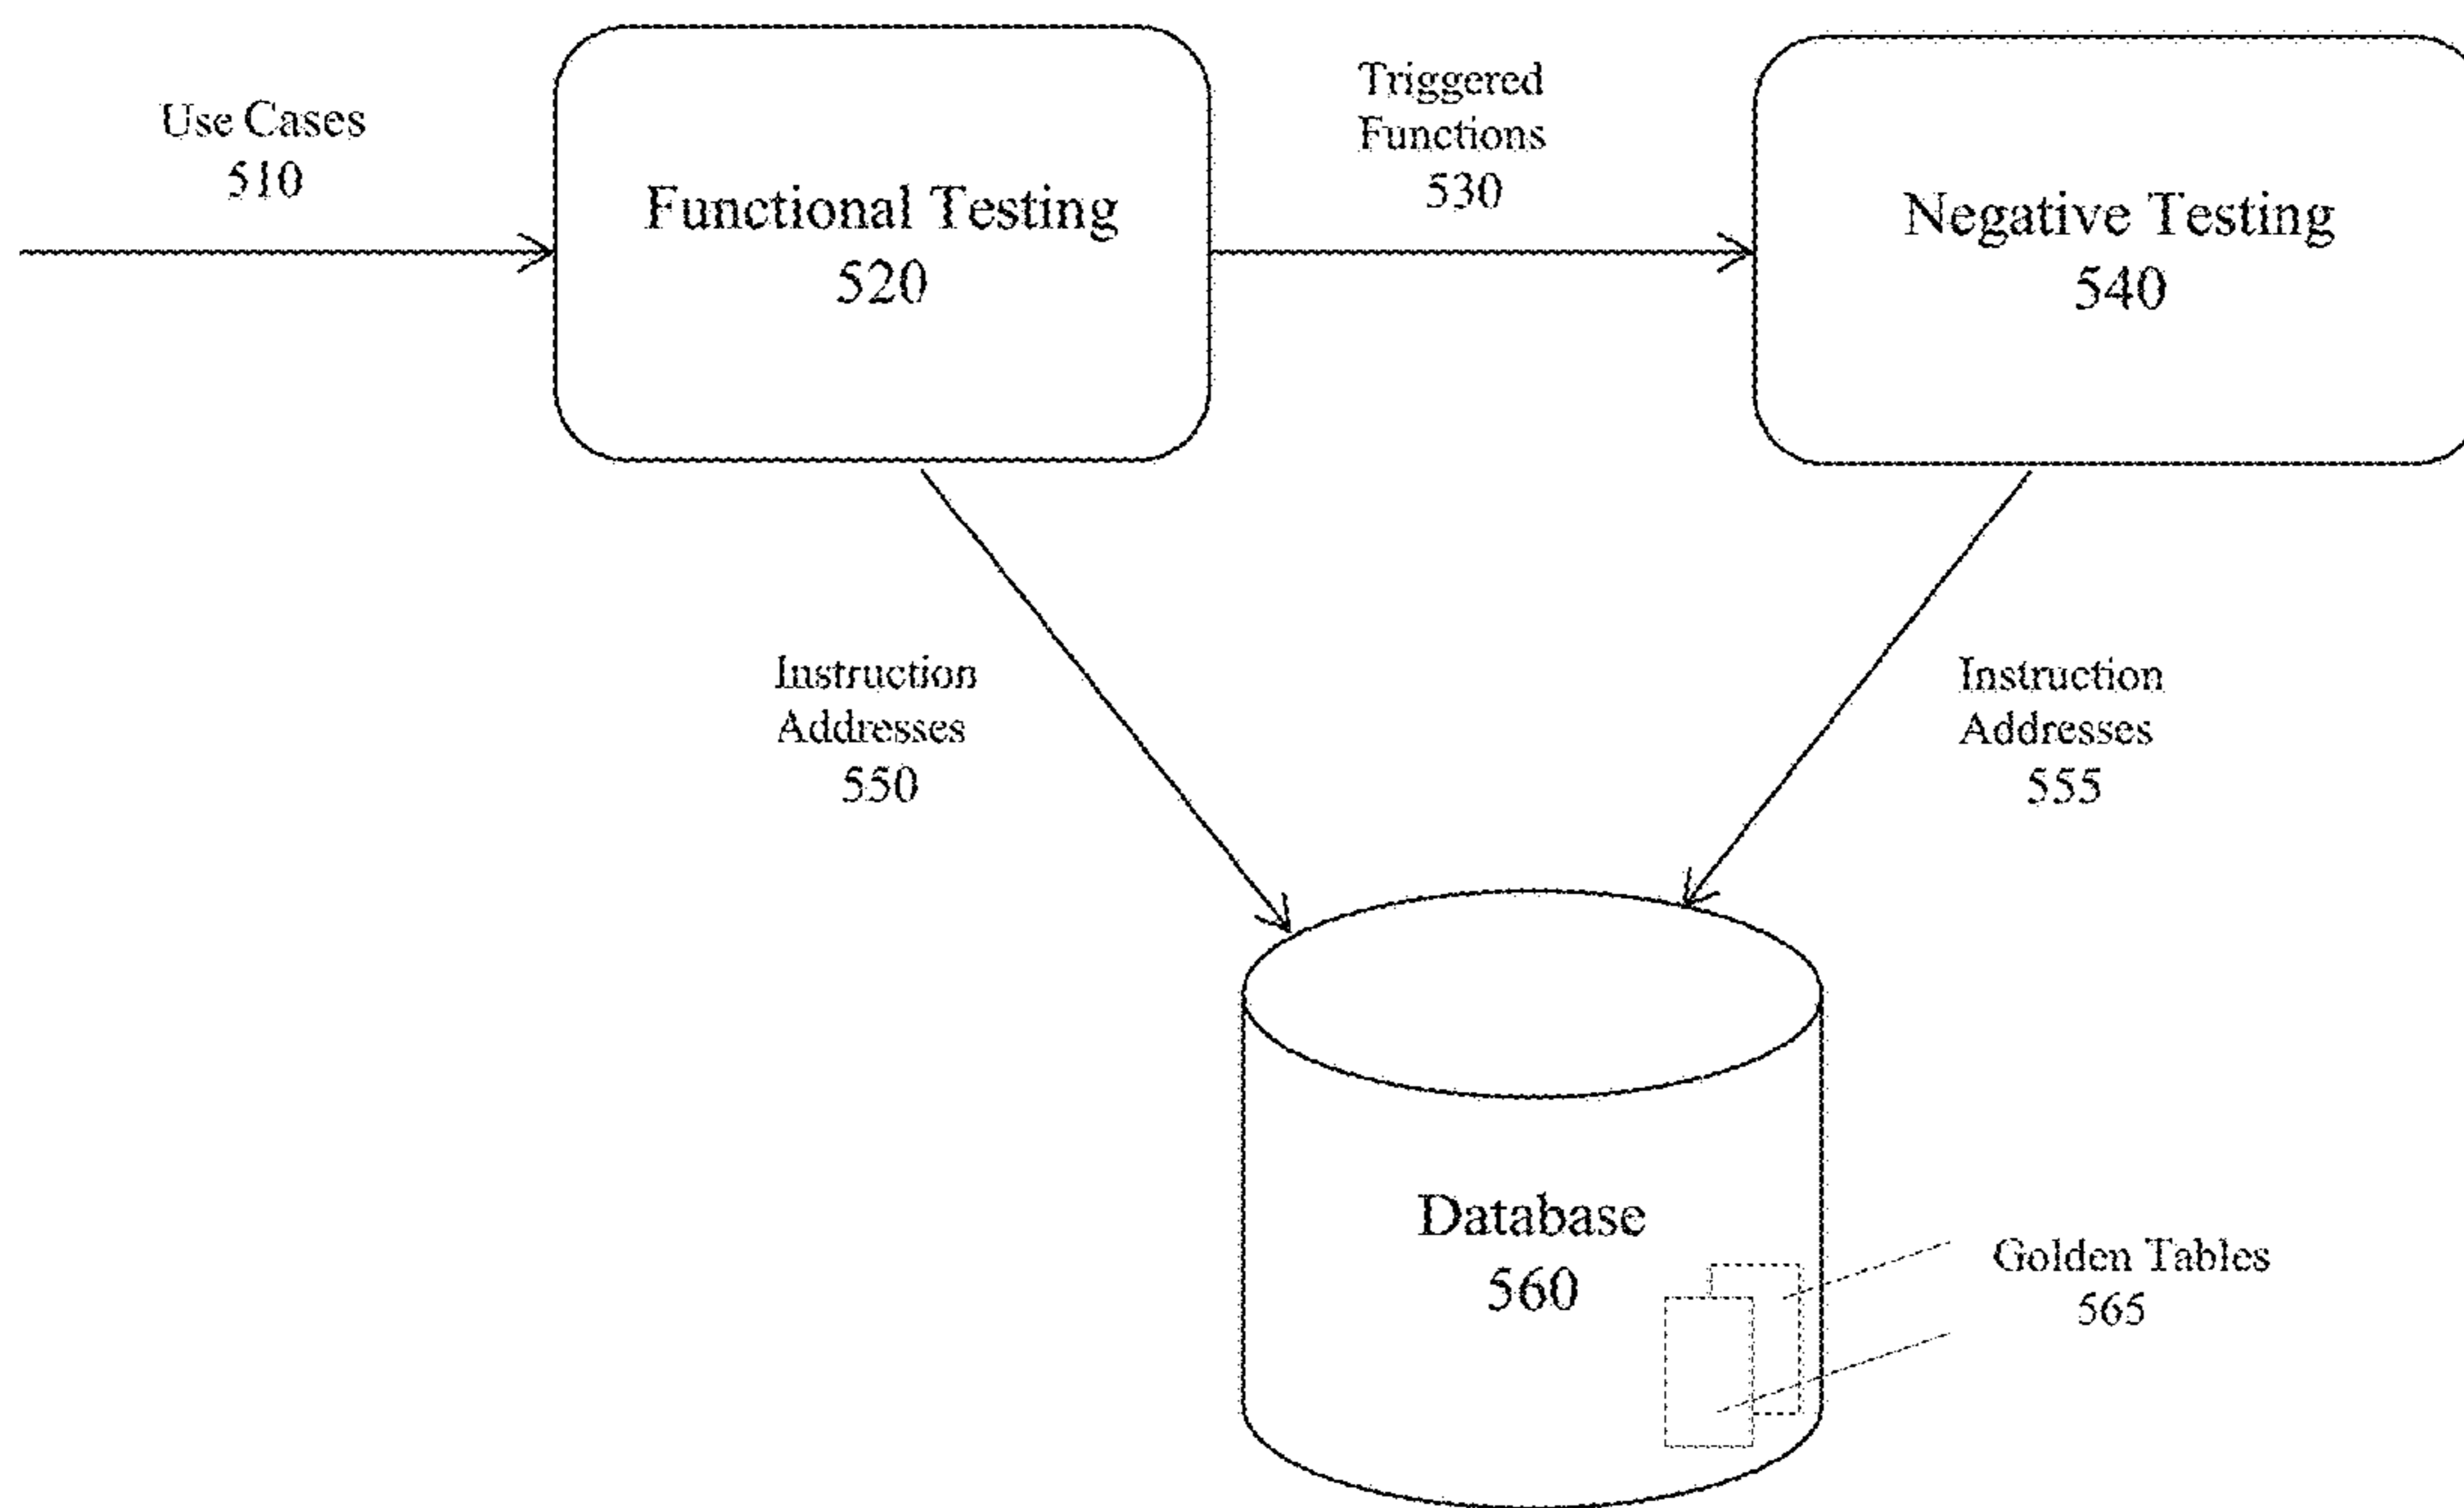 Use Cases
510
Functional Testing
520
Triggered
Functions
530
Negative Testing
540
Instruction
Addresses
550
Instruction
Addresses
555
Database
560
Golden Tables
565